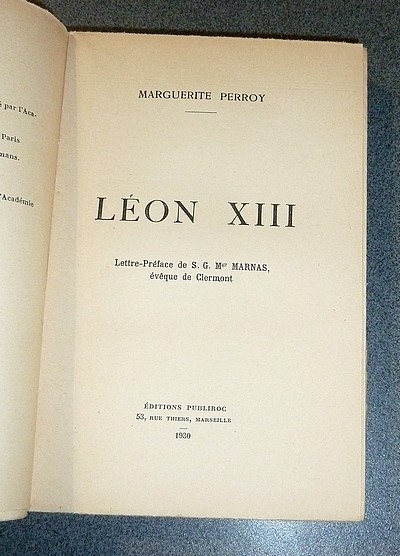 é par l'Aca-
Paris
mans.
l'Académie
MARGUERITE PERROY
LÉON XIII
Lettre-Préface de S. G. Mgr MARNAS,
évêque de Clermont
ÉDITIONS PUBLIROC
53, RUE THIERS, MARSEILLE
1930